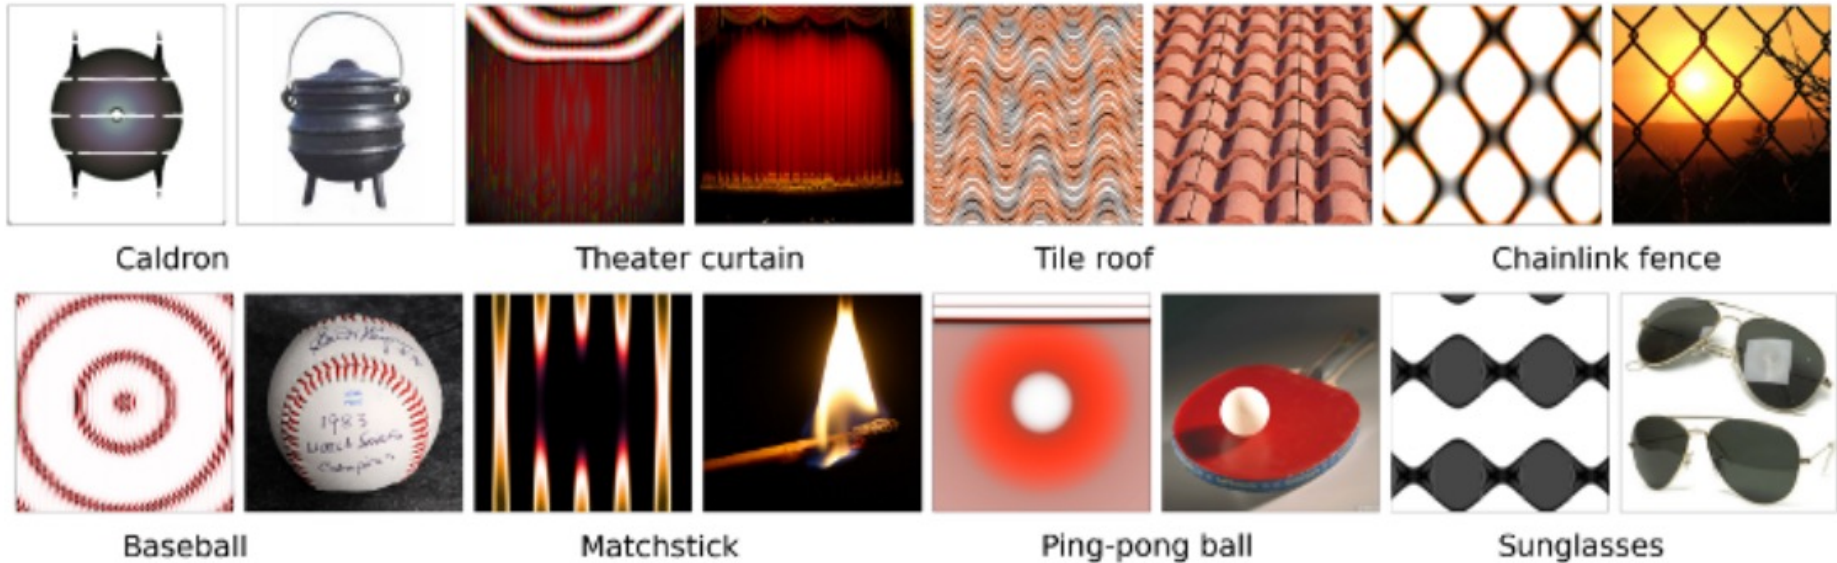 Caldron
Theater curtain
Tile roof
Chainlink fence
1983
Baseball
Matchstick
Ping-pong ball
Sunglasses